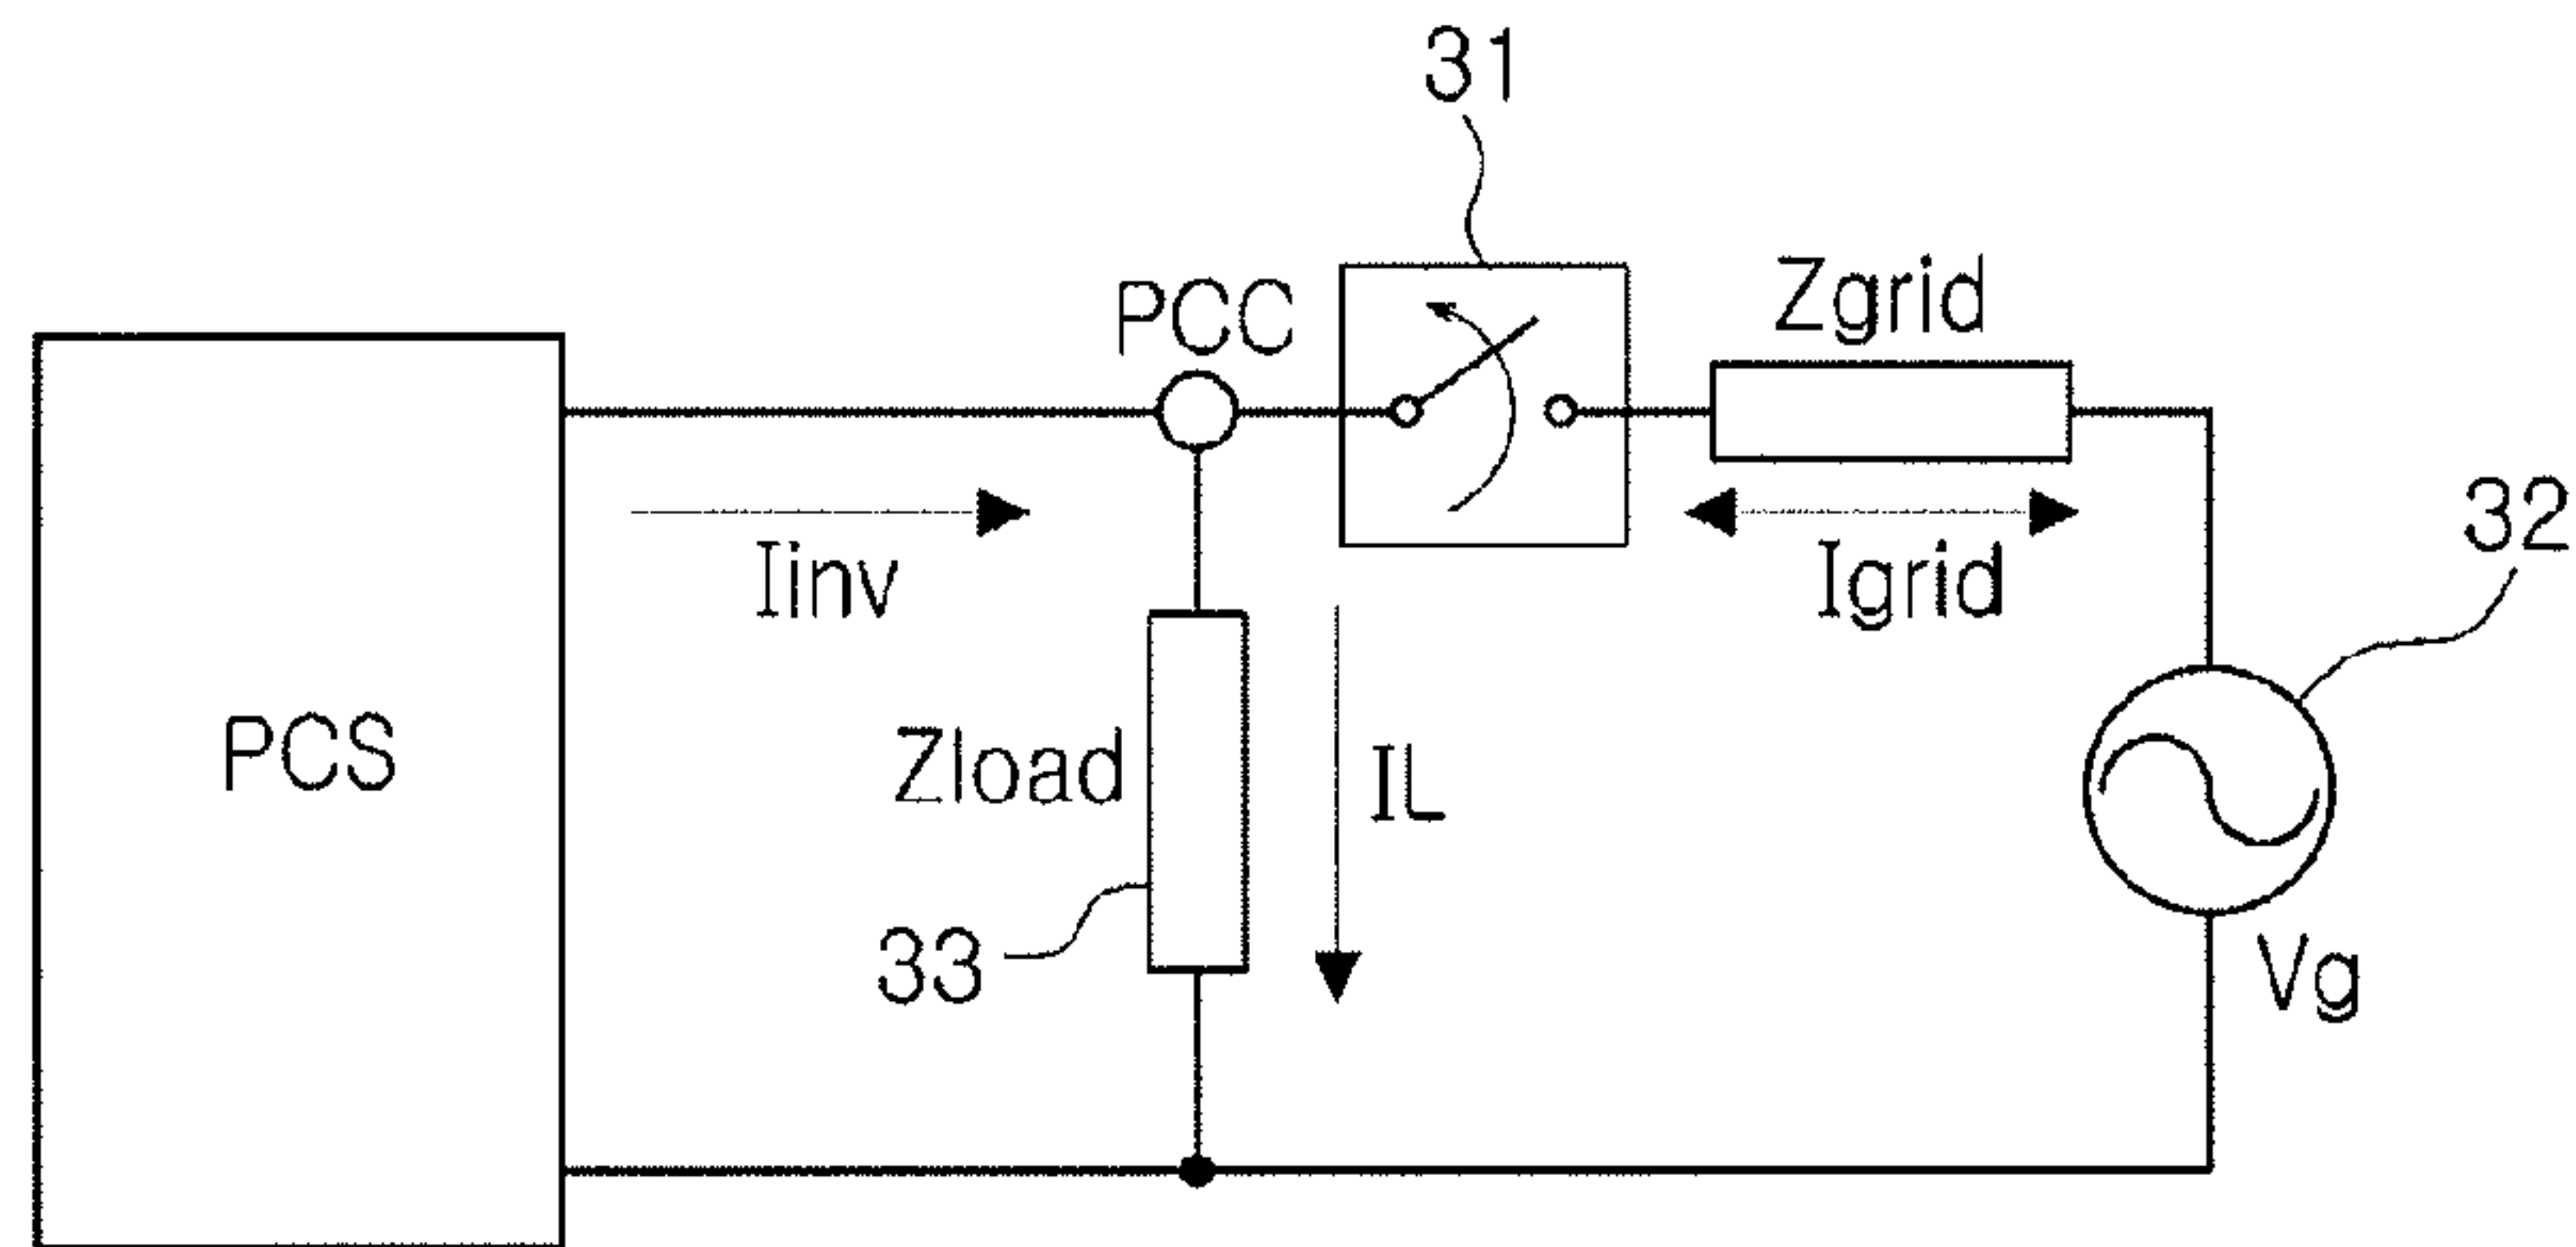 31
PCC
Zgrid
32
Iinv
Igrid
PCS
Zload
IL
33
Vg